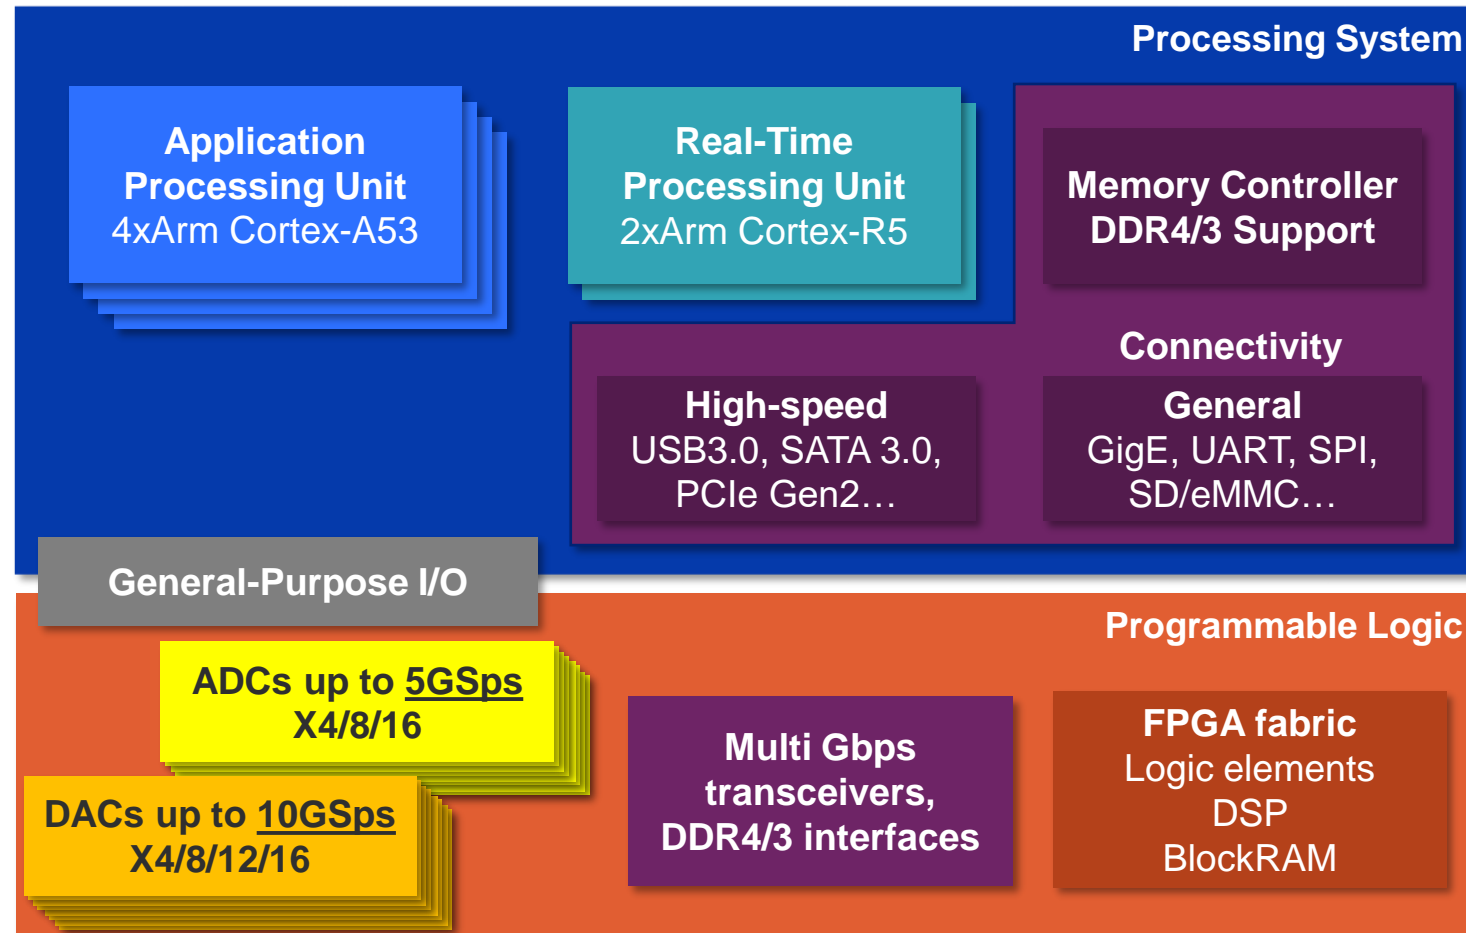 Processing System
Application
Processing Unit
4xArm Cortex-A53
Real-Time
Processing Unit
2xArm Cortex-R5
Memory Controller
DDR4/3 Support
Connectivity
High-speed
USB3.0, SATA 3.0,
PCIe Gen2…
General
GigE, UART, SPI,
SD/eMMC…
General-Purpose I/O
Programmable Logic
ADCs up to 5GSps
X4/8/16
DACs up to 10GSps
X4/8/12/16
Multi Gbps
transceivers,
DDR4/3 interfaces
FPGA fabric
Logic elements
DSP
BlockRAM